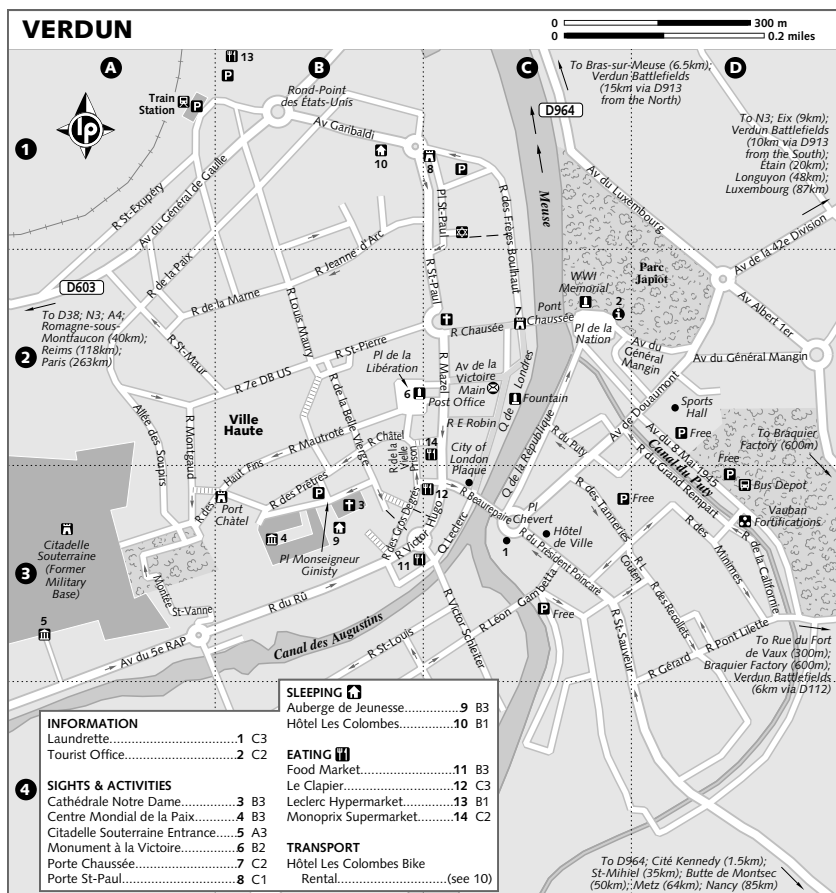 VERDUN
0 300 m
0 0.2 miles
A
B
C
D
1
2
3
4
lp
13
P
Train
Station
P
Rond-Point
des États-Unis
To Bras-sur-Meuse (6.5km);
Verdun Battlefields
(15km via D913
from the North)
D964
To N3; Eix (9km);
Verdun Battlefields
(10km via D913
from the South);
Étain (20km);
Longuyon (48km);
Luxembourg (87km)
Av Garibaldi
10
8
P
R St-Exupéry
Av du Général de Gaulle
Pl St-Paul
R des Frères Boulhaut
Meuse
Av du Luxembourg
Av de la 42e Division
R de la Paix
R Jeanne d'Arc
R de la Marne
R Louis Maury
R St-Paul
Parc
Japiot
WWI
Memorial
2
D603
To D38; N3; A4;
Romagne-sous-
Montfaucon (40km);
Reims (118km);
Paris (263km)
R St-Maur
R 7e DB US
R St-Pierre
R Chausée
7
Pont
Chaussée
Pl de la
Nation
Av du
Général
Mangin
Av Albert 1er
Av du Général Mangin
Pl de la
Libération
6
R Mazel
Av de la
Victoire
Main
Post Office
Q de Londres
Fountain
Av de Douaumont
Sports
Hall
P Free
Allée des Soupirs
R Montgaud
Ville
Haute
R de la Belle Vierge
R Mautroté
R Châtel
R de la
Vielle
Prison
14
R E Robin
City of
London
Plaque
Q de la République
R du Puty
Av du 8 Mai 1945
Canal du Puty
R du Grand Rempart
Free
P
Bus Depot
To Braquier
Factory (600m)
Vauban
Fortifications
R des Haut Fins
R des Prêtres
P
3
12
R Beaurepaire
Pl
Chevert
R des Tanneries
P Free
Citadelle
Souterraine
(Former
Military
Base)
Port
Châtel
4
9
Pl Monseigneur
Ginisty
R des Gros Degrés
R Victor Hugo
Q Leclerc
11
1
Hôtel
de Ville
R du Président Poincaré
R L
Couten
R des
Minimes
R de la Californie
R des Recollets
5
Montée
St-Vanne
R du Rû
Canal des Augustins
Av du 5e RAP
R St-Louis
R Victor Schleiter
R Léon Gambetta
P Free
R St-Sauveur
R Gérard
R Pont Lilette
To Rue du Fort
de Vaux (300m);
Braquier Factory (600m);
Verdun Battlefields
(6km via D112)
INFORMATION
Laundrette 1 C3
Tourist Office 2 C2
SIGHTS & ACTIVITIES
Cathédrale Notre Dame 3 B3
Centre Mondial de la Paix 4 B3
Citadelle Souterraine Entrance 5 A3
Monument à la Victoire 6 B2
Porte Chaussée 7 C2
Porte St-Paul 8 C1
SLEEPING
Auberge de Jeunesse 9 B3
Hôtel Les Colombes 10 B1
EATING
Food Market 11 B3
Le Clapier 12 C3
Leclerc Hypermarket 13 B1
Monoprix Supermarket 14 C2
TRANSPORT
Hôtel Les Colombes Bike
Rental (see 10)
To D964; Cité Kennedy (1.5km);
St-Mihiel (35km); Butte de Montsec
(50km); Metz (64km); Nancy (85km)